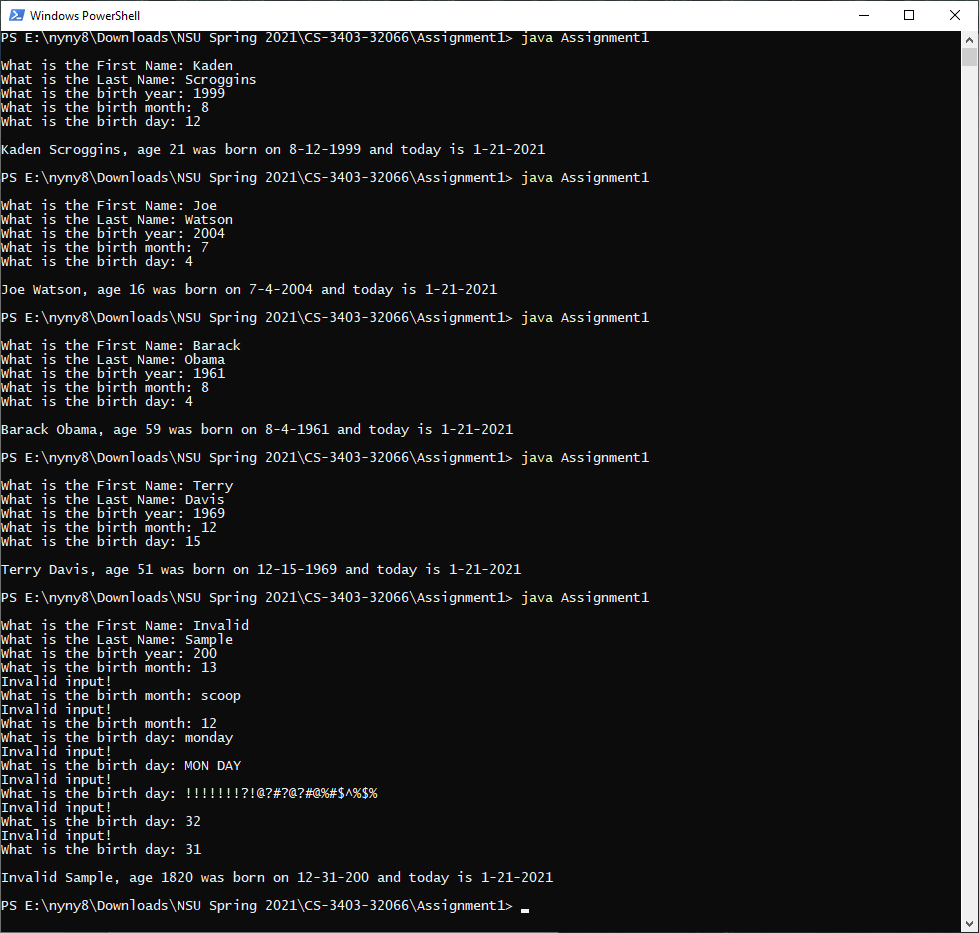 Windows PowerShell
PS E:\nyny8\Downloads\NSU Spring 2021\CS-3403-32066\Assignment1> java Assignment1
What is the First Name: Kaden
What is the Last Name: Scroggins
What is the birth year: 1999
What is the birth month: 8
What is the birth day: 12
Kaden Scroggins, age 21 was born on 8-12-1999 and today is 1-21-2021
PS E:\nyny8\Downloads\NSU Spring 2021\CS-3403-32066\Assignment1> java Assignment1
What is the First Name: Joe
What is the Last Name: Watson
What is the birth year: 2004
What is the birth month: 7
What is the birth day: 4
Joe Watson, age 16 was born on 7-4-2004 and today is 1-21-2021
PS E:\nyny8\Downloads\NSU Spring 2021\CS-3403-32066\Assignment1> java Assignment1
What is the First Name: Barack
What is the Last Name: Obama
What is the birth year: 1961
What is the birth month: 8
What is the birth day: 4
Barack Obama, age 59 was born on 8-4-1961 and today is 1-21-2021
PS E:\nyny8\Downloads\NSU Spring 2021\CS-3403-32066\Assignment1> java Assignment1
What is the First Name: Terry
What is the Last Name: Davis
What is the birth year: 1969
What is the birth month: 12
What is the birth day: 15
Terry Davis, age 51 was born on 12-15-1969 and today is 1-21-2021
PS E:\nyny8\Downloads\NSU Spring 2021\CS-3403-32066\Assignment1> java Assignment1
What is the First Name: Invalid
What is the Last Name: Sample
What is the birth year: 200
What is the birth month: 13
Invalid input!
What is the birth month: scoop
Invalid input!
What is the birth month: 12
What is the birth day: monday
Invalid input!
What is the birth day: MON DAY
Invalid input!
What is the birth day: !!!!!!!?!@?#?@?#@%#$^%$%
Invalid input!
What is the birth day: 32
Invalid input!
What is the birth day: 31
Invalid Sample, age 1820 was born on 12-31-200 and today is 1-21-2021
PS E:\nyny8\Downloads\NSU Spring 2021\CS-3403-32066\Assignment1>